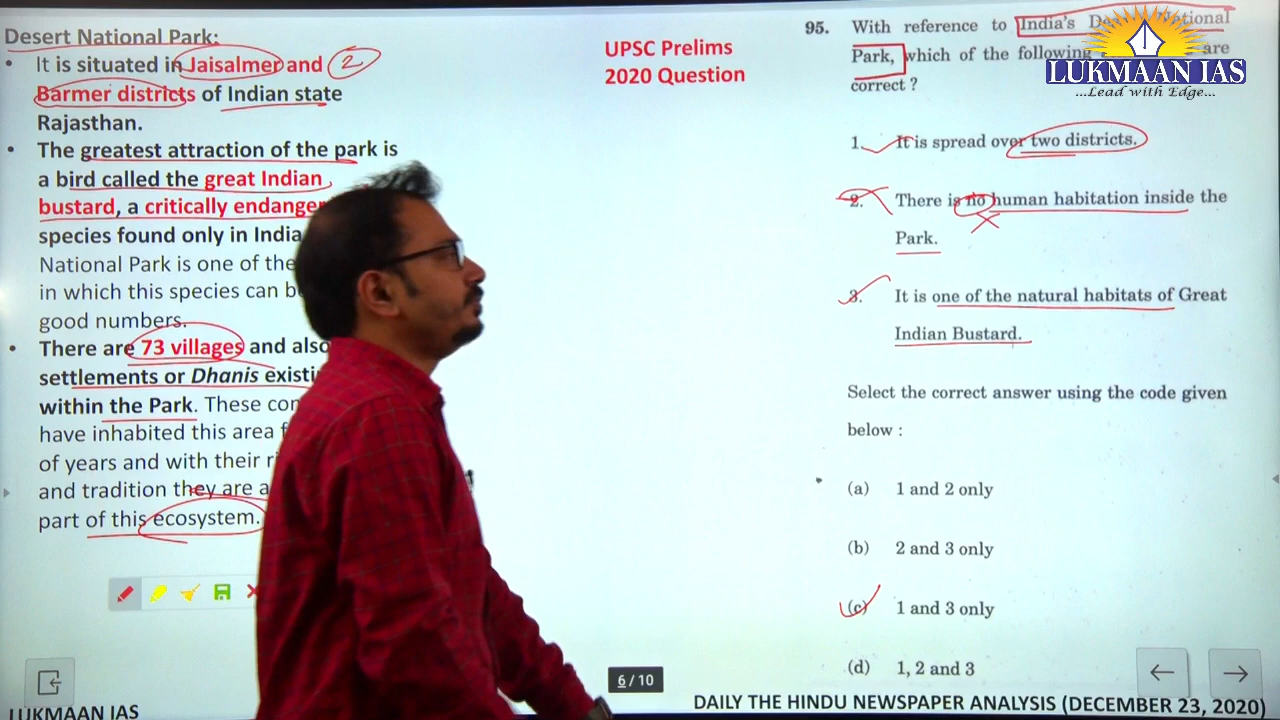 Desert National Park:
• It is situated in Jaisalmer and 2
Barmer districts of Indian state
Rajasthan.
• The greatest attraction of the park is
a bird called the great Indian
bustard, a critically
species found only in India
National Park is one of the
in which this species can
good numbers.
• There are 73 villages and also
settlements or Dhanis
within the Park. These
have inhabited this area
of years and with their
and tradition they are
part of this ecosystem.
LUKMAAN IAS
UPSC Prelims
2020 Question
95. With reference to India's National
Park, which of the following are
correct ?
1. It is spread over two districts.
2. There is no human habitation inside the
Park.
3. It is one of the natural habitats of Great
Indian Bustard.
Select the correct answer using the code given
below :
(a) 1 and 2 only
(b) 2 and 3 only
(c) 1 and 3 only
(d) 1, 2 and 3
LUKMAAN IAS
...Lead with Edge...
6 / 10
DAILY THE HINDU NEWSPAPER ANALYSIS (DECEMBER 23, 2020)